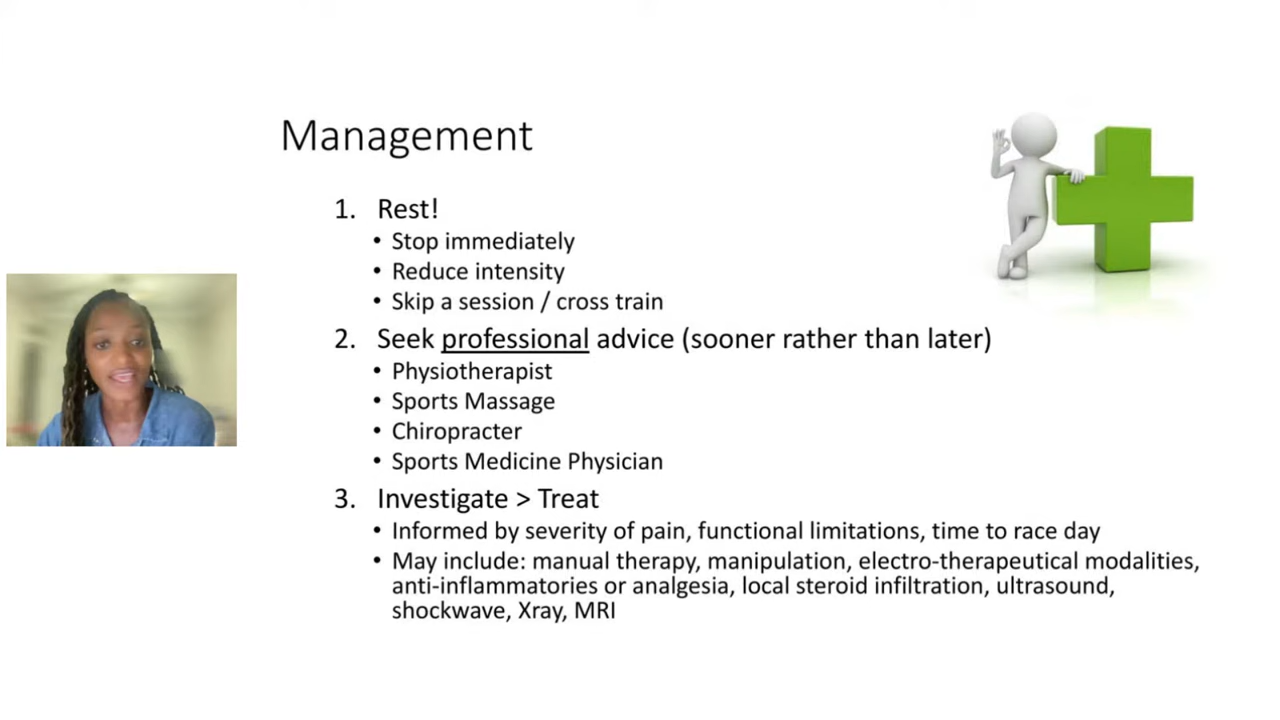 Management
1. Rest!
• Stop immediately
• Reduce intensity
• Skip a session / cross train
2. Seek professional advice (sooner rather than later)
• Physiotherapist
• Sports Massage
• Chiropracter
• Sports Medicine Physician
3. Investigate > Treat
• Informed by severity of pain, functional limitations, time to race day
• May include: manual therapy, manipulation, electro-therapeutical modalities,
anti-inflammatories or analgesia, local steroid infiltration, ultrasound,
shockwave, Xray, MRI